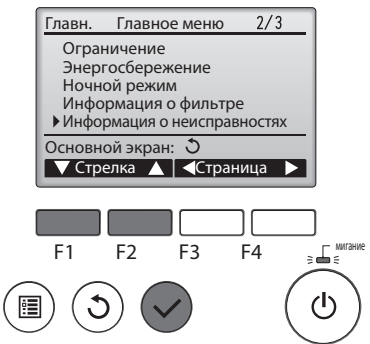 Главн. Главное меню 2/3
Ограничение
Энергосбережение
Ночной режим
Информация о фильтре
Информация о неисправностях
Основной экран:
Стрелка Страница
F1 F2 F3 F4
мигание